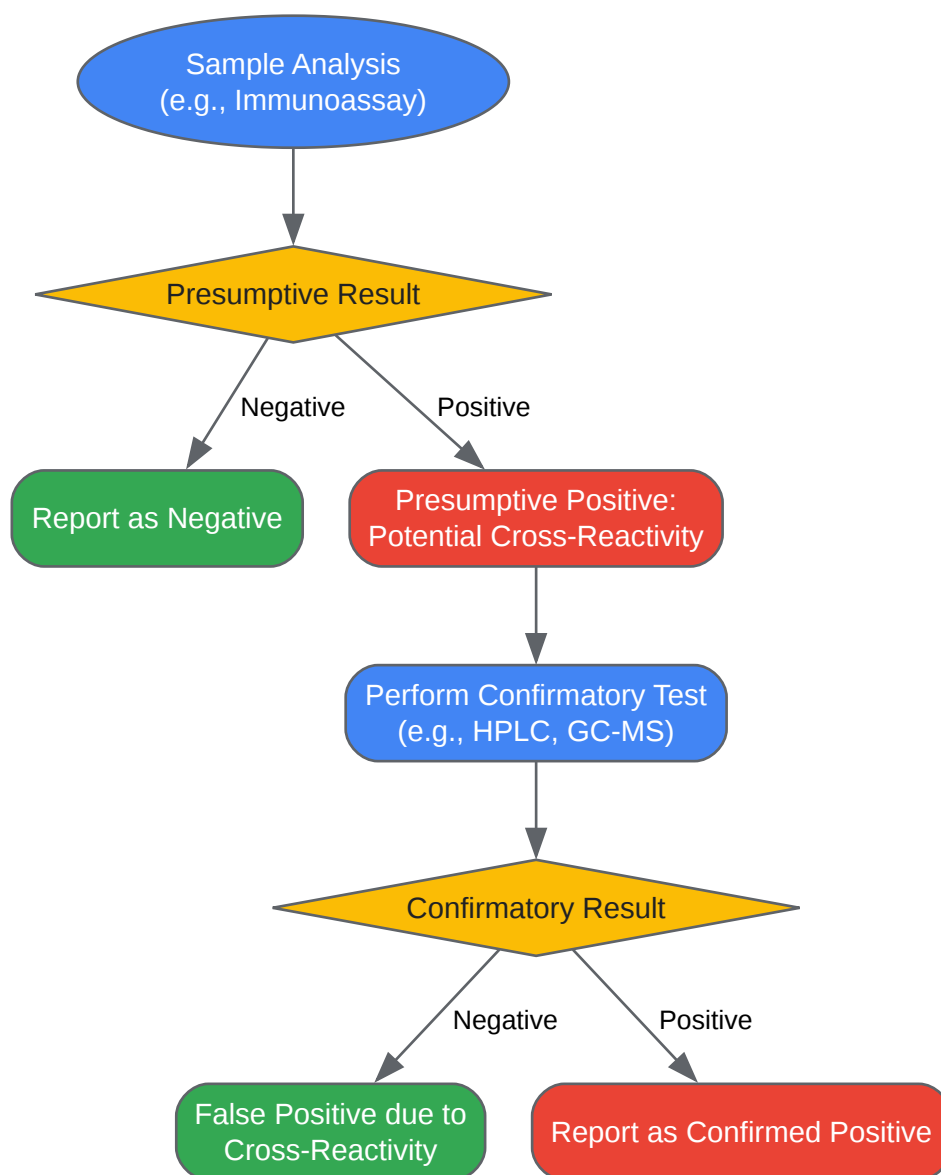 Sample Analysis
(e.g., Immunoassay)
Presumptive Result
Negative
Positive
Report as Negative
Presumptive Positive:
Potential Cross-Reactivity
Perform Confirmatory Test
(e.g., HPLC, GC-MS)
Confirmatory Result
Negative
Positive
False Positive due to
Cross-Reactivity
Report as Confirmed Positive